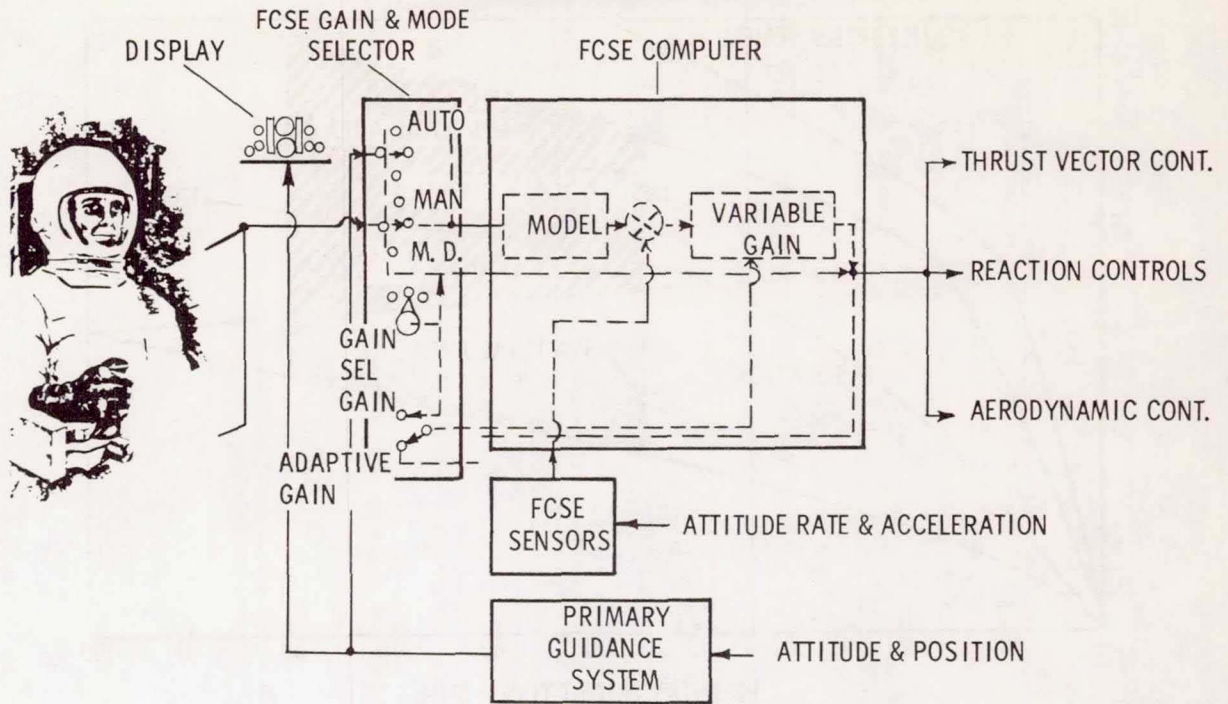 FCSE GAIN & MODE
SELECTOR
DISPLAY
FCSE COMPUTER
AUTO
MAN
M. D.
GAIN
SEL
GAIN
ADAPTIVE
GAIN
MODEL
VARIABLE
GAIN
THRUST VECTOR CONT.
REACTION CONTROLS
AERODYNAMIC CONT.
FCSE
SENSORS
ATTITUDE RATE & ACCELERATION
PRIMARY
GUIDANCE
SYSTEM
ATTITUDE & POSITION